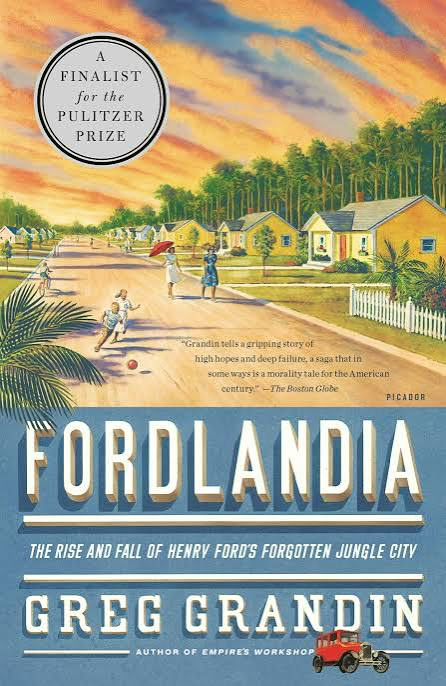 A
FINALIST
for the
PULITZER
PRIZE
"Grandin tells a gripping story of
high hopes and deep failure, a saga that in
some ways is a morality tale for the American
century." —The Boston Globe
PICADOR
FORDLANDIA
THE RISE AND FALL OF HENRY FORD'S FORGOTTEN JUNGLE CITY
GREG GRANDIN
AUTHOR OF EMPIRE'S WORKSHOP